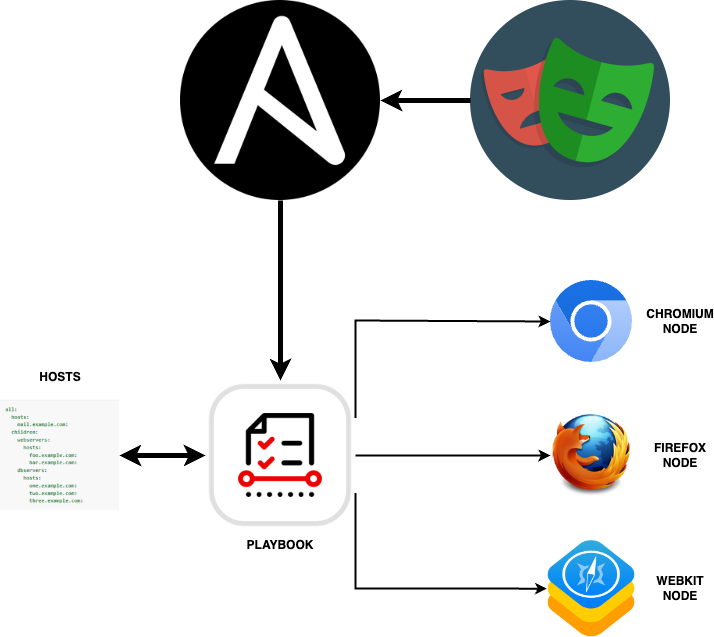 CHROMIUM
NODE
HOSTS
all:
hosts:
mail.example.com:
children:
webservers:
hosts:
foo.example.com:
bar.example.com:
dbservers:
hosts:
one.example.com:
two.example.com:
three.example.com:
FIREFOX
NODE
PLAYBOOK
WEBKIT
NODE